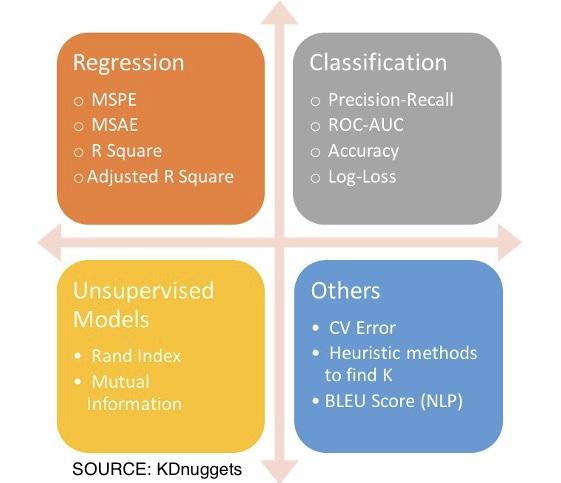 Regression
○ MSPE
○ MSAE
○ R Square
○ Adjusted R Square
Classification
○ Precision-Recall
○ ROC-AUC
○ Accuracy
○ Log-Loss
Unsupervised
Models
• Rand Index
• Mutual
Information
Others
• CV Error
• Heuristic methods
to find K
• BLEU Score (NLP)
SOURCE: KDnuggets